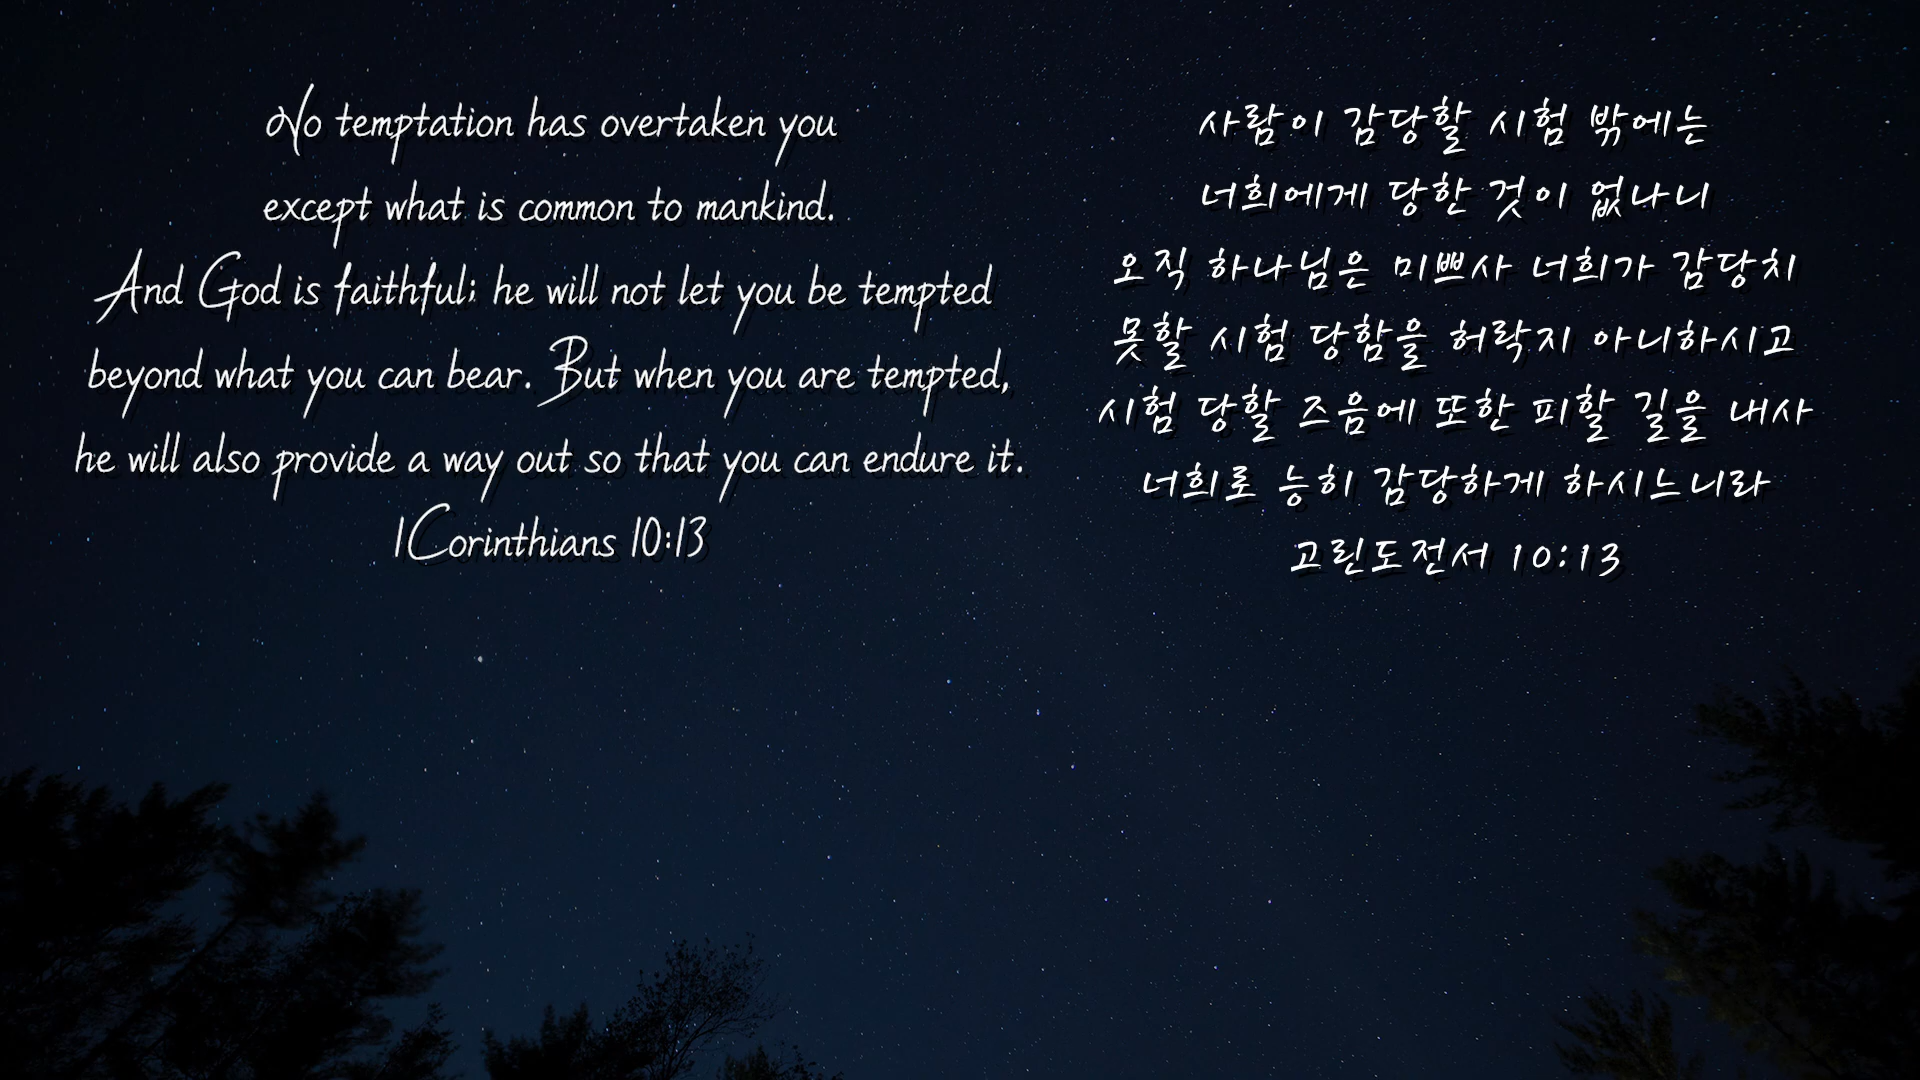 No temptation has overtaken you
except what is common to mankind.
And God is faithful; he will not let you be tempted
beyond what you can bear. But when you are tempted,
he will also provide a way out so that you can endure it.
1 Corinthians 10:13
사람이 감당할 시험 밖에는
너희에게 당한 것이 없나니
오직 하나님은 미쁘사 너희가 감당치
못할 시험 당함을 허락지 아니하시고
시험 당할 즈음에 또한 피할 길을 내사
너희로 능히 감당하게 하시느니라
고린도전서 10:13